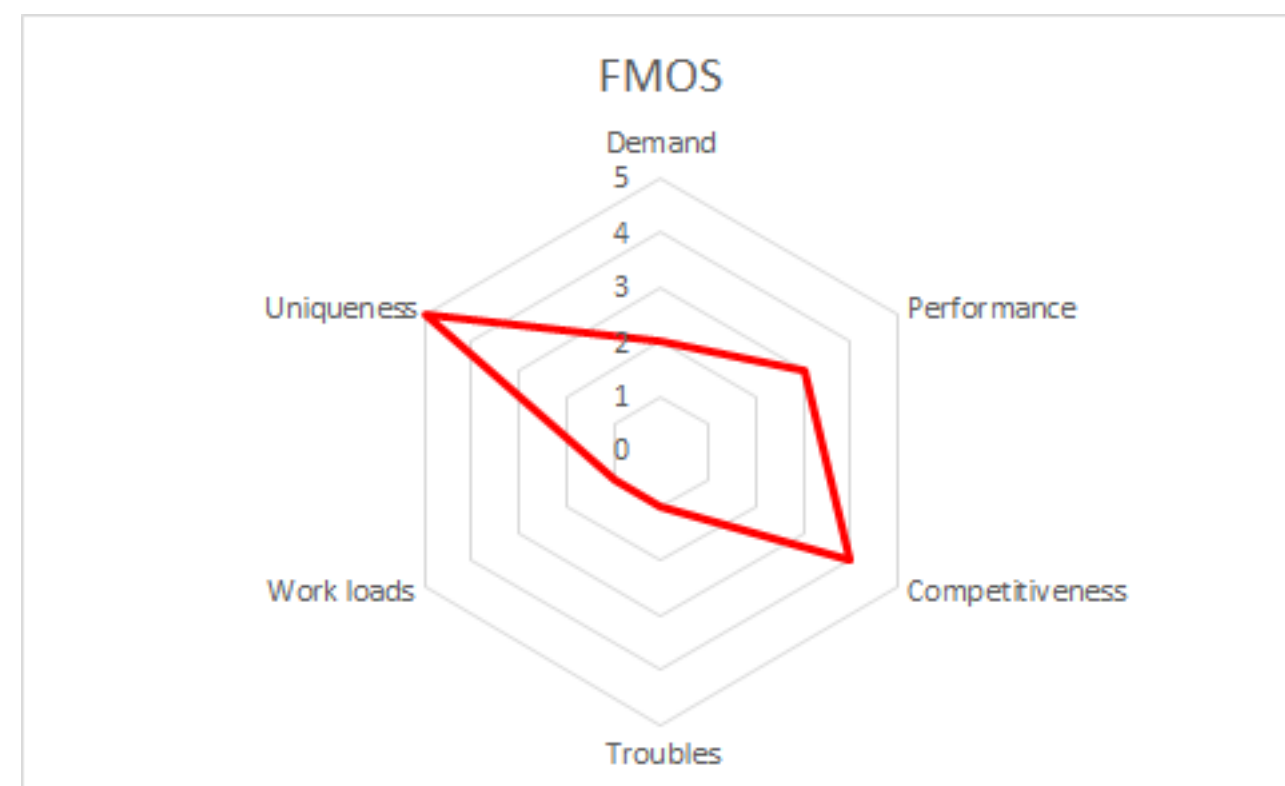 FMOS
Demand
5
4
3
2
1
0
Uniqueness
Performance
Work loads
Competitiveness
Troubles